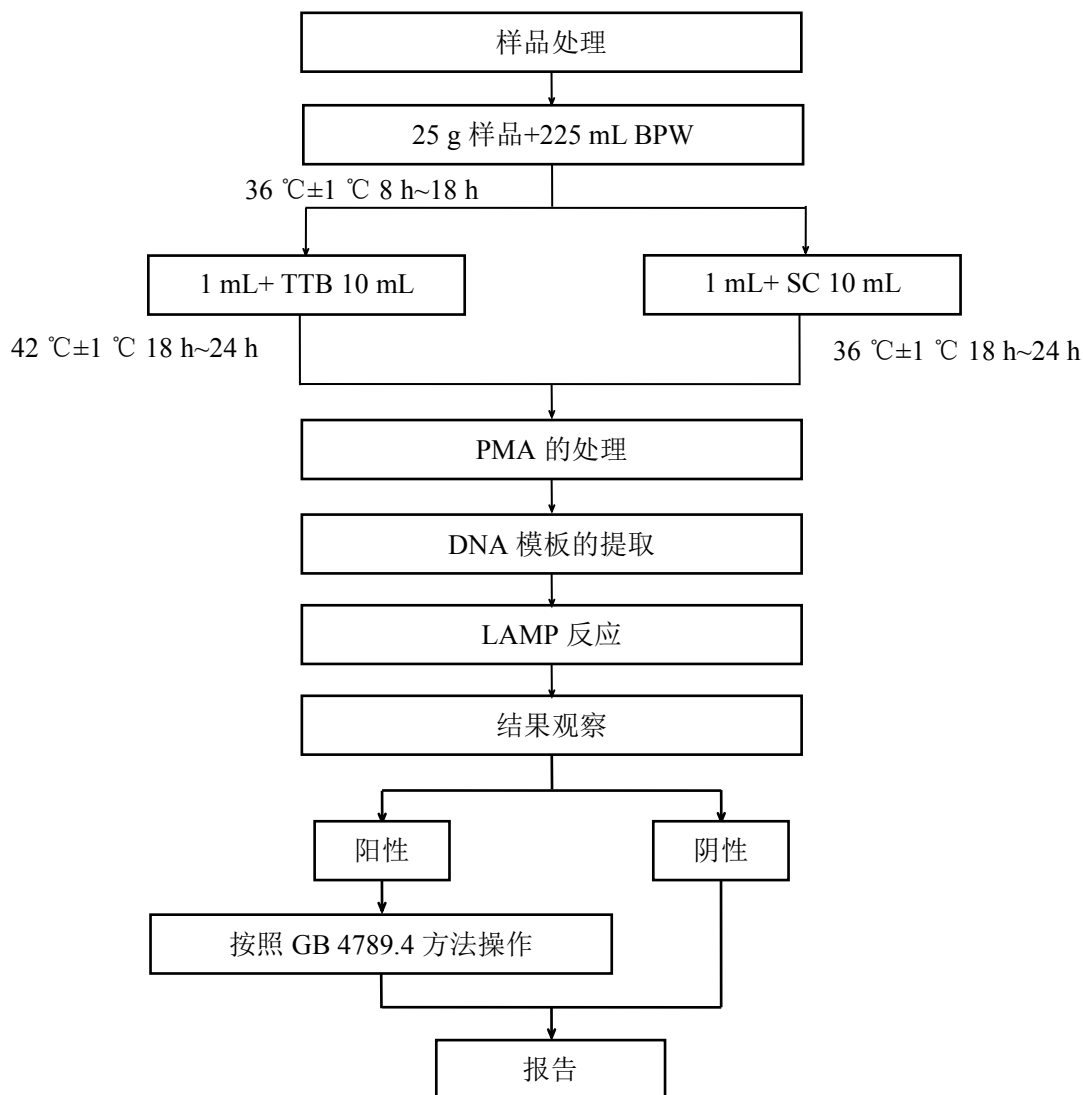 样品处理
25 g 样品+225 mL BPW
36 ℃±1 ℃ 8 h~18 h
1 mL+ TTB 10 mL
1 mL+ SC 10 mL
42 ℃±1 ℃ 18 h~24 h
36 ℃±1 ℃ 18 h~24 h
PMA 的处理
DNA 模板的提取
LAMP 反应
结果观察
阳性
阴性
按照 GB 4789.4 方法操作
报告